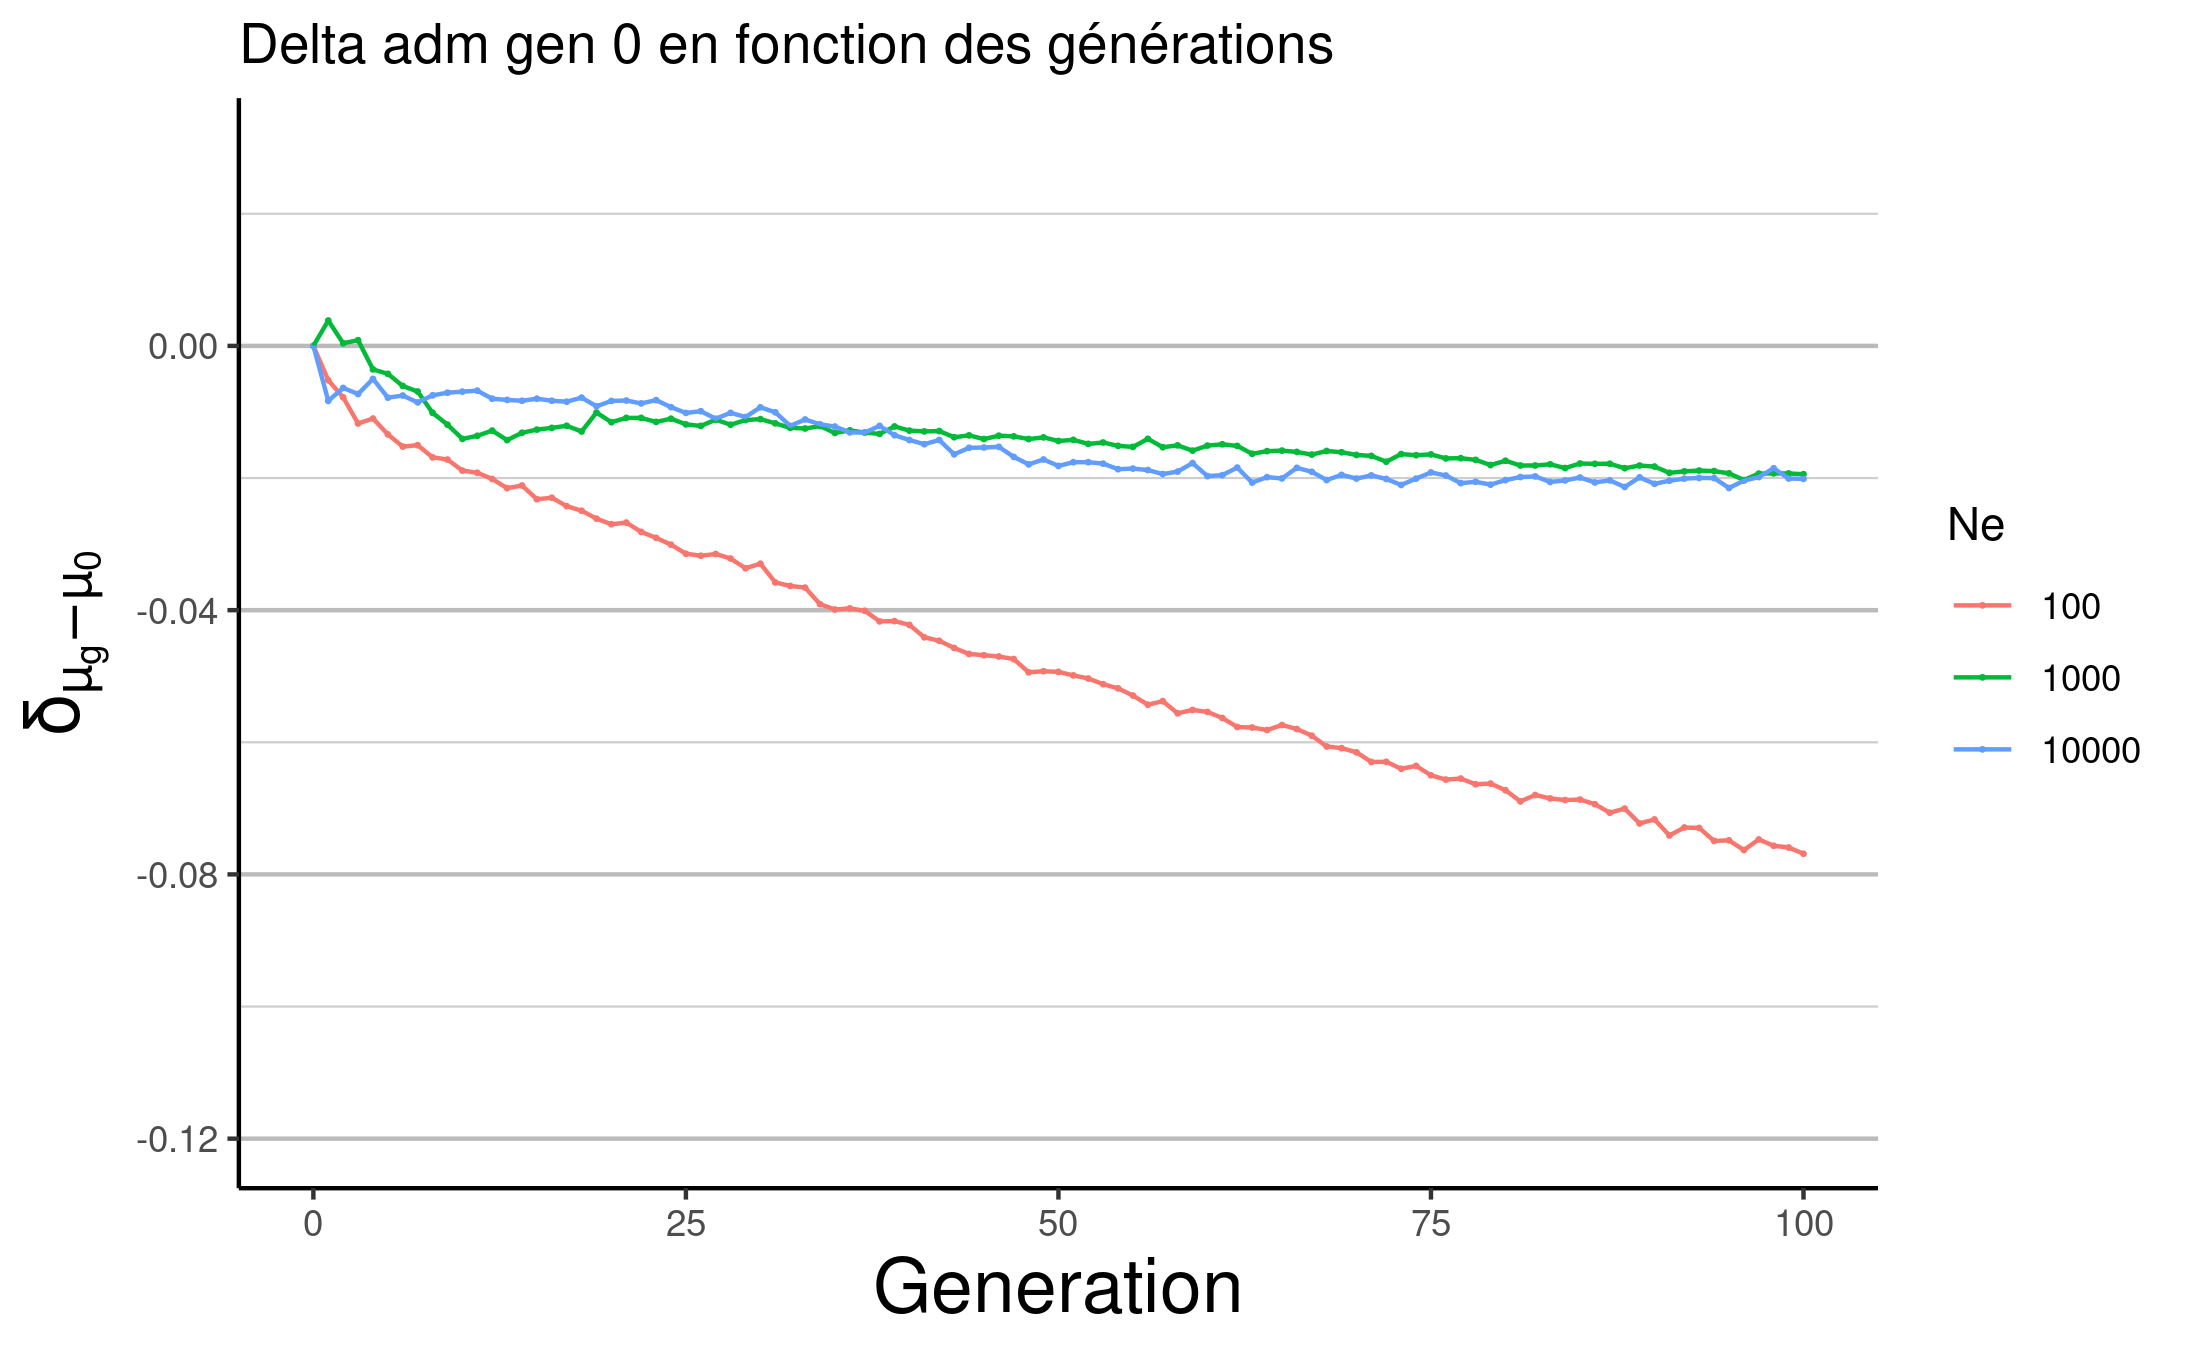 Delta adm gen 0 en fonction des générations
δμg−μ0
0.00
-0.04
-0.08
-0.12
0 25 50 75 100
Generation
Ne
100
1000
10000